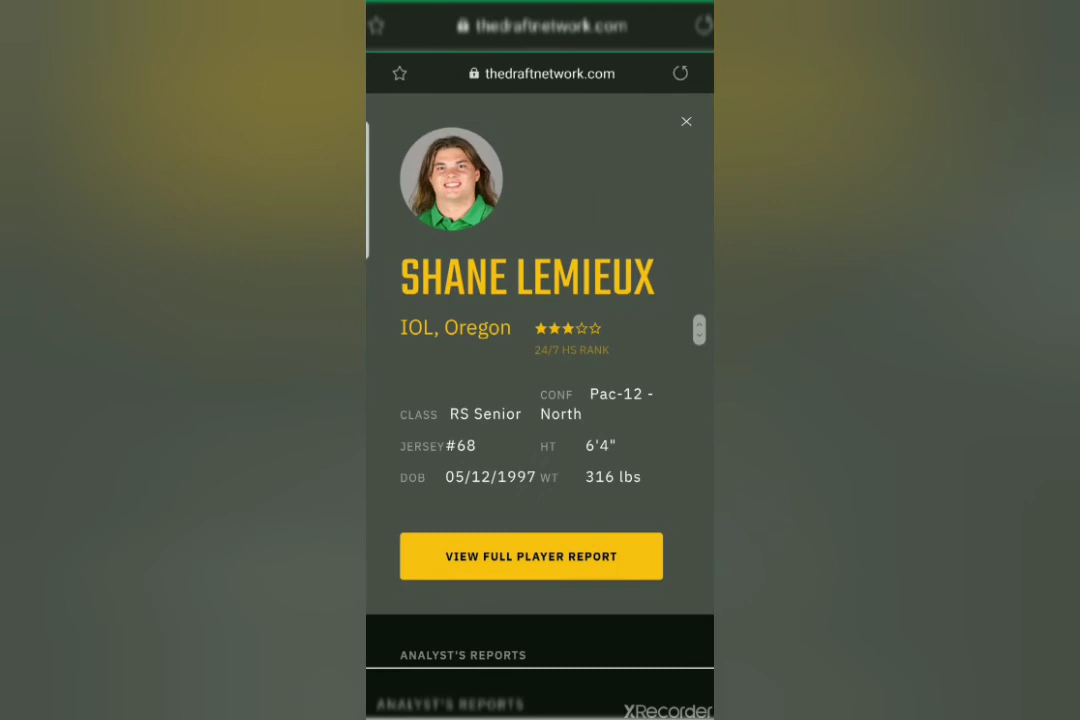 thedraftnetwork.com
thedraftnetwork.com
SHANE LEMIEUX
IOL, Oregon
24/7 HS RANK
CONF Pac-12 -
CLASS RS Senior North
JERSEY #68 HT 6'4"
DOB 05/12/1997 WT 316 lbs
VIEW FULL PLAYER REPORT
ANALYST'S REPORTS
ANALYST'S REPORTS
XRecorder